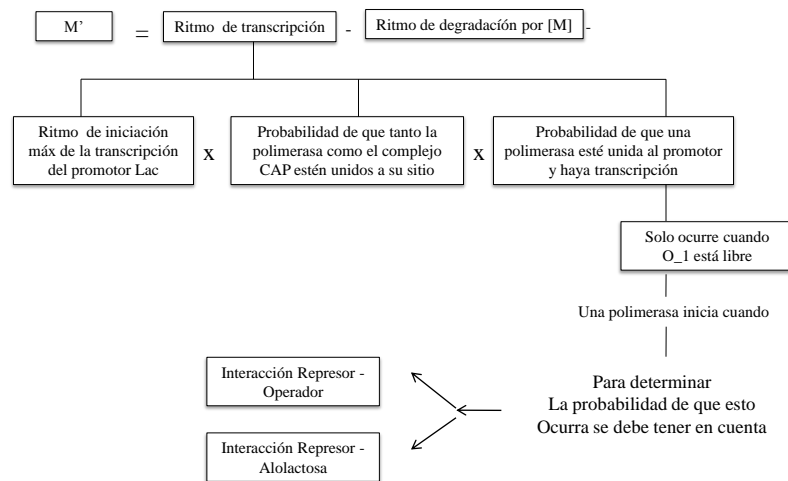 M’ = Ritmo de transcripción - Ritmo de degradacíón por [M] -
Ritmo de iniciación
máx de la transcripción
del promotor Lac
x
Probabilidad de que tanto la
polimerasa como el complejo
CAP estén unidos a su sitio
x
Probabilidad de que una
polimerasa esté unida al promotor
y haya transcripción
Solo ocurre cuando
O_1 está libre
Una polimerasa inicia cuando
Para determinar
La probabilidad de que esto
Ocurra se debe tener en cuenta
Interacción Represor -
Operador
Interacción Represor -
Alolactosa